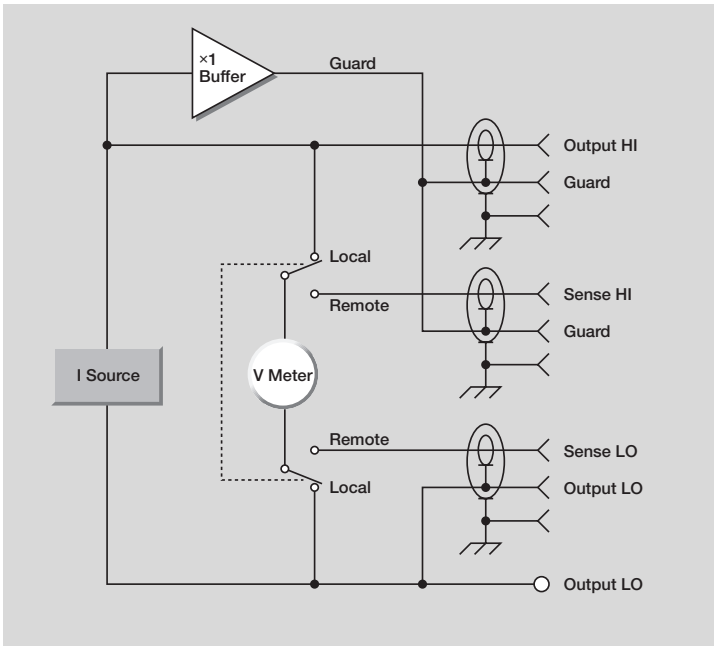 ×1
Buffer
Guard
Output HI
Guard
Local
Sense HI
Remote
Guard
I Source
V Meter
Remote
Sense LO
Local
Output LO
Output LO